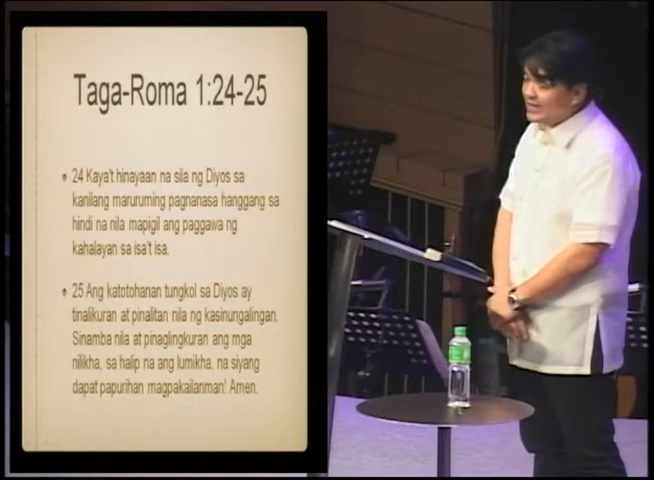 Taga-Roma 1:24-25
• 24 Kaya't hinayaan na sila ng Diyos sa
kanilang maruruming pagnanasa hanggang sa
hindi na nila mapigil ang paggawa ng
kahalayan sa isa't isa.
• 25 Ang katotohanan tungkol sa Diyos ay
tinalikuran at pinalitan nila ng kasinungalingan.
Sinamba nila at pinaglingkuran ang mga
nilikha, sa halip na ang lumikha, na siyang
dapat papurihan magpakailanman! Amen.